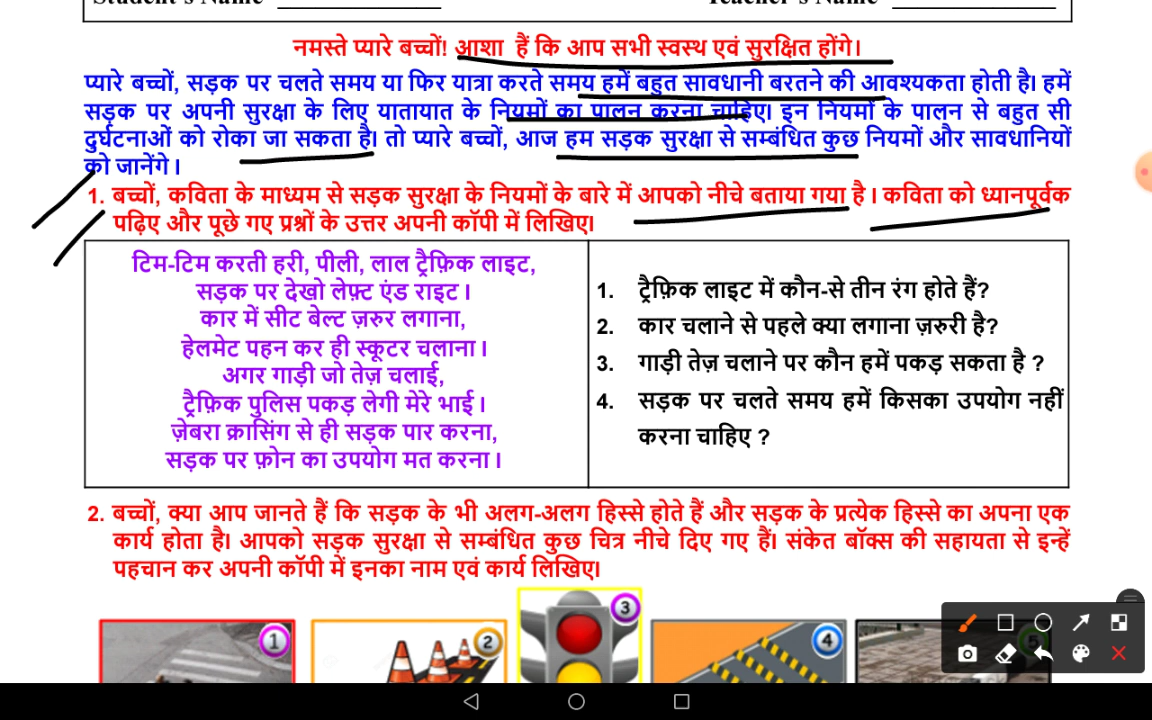 Student's Name _______________ Teacher's Name _______________
नमस्ते प्यारे बच्चों! आशा हैं कि आप सभी स्वस्थ एवं सुरक्षित होंगे।
प्यारे बच्चों, सड़क पर चलते समय या फिर यात्रा करते समय हमें बहुत सावधानी बरतने की आवश्यकता होती है। हमें
सड़क पर अपनी सुरक्षा के लिए यातायात के नियमों का पालन करना चाहिए। इन नियमों के पालन से बहुत सी
दुर्घटनाओं को रोका जा सकता है। तो प्यारे बच्चों, आज हम सड़क सुरक्षा से सम्बंधित कुछ नियमों और सावधानियों
को जानेंगे ।
1. बच्चों, कविता के माध्यम से सड़क सुरक्षा के नियमों के बारे में आपको नीचे बताया गया है । कविता को ध्यानपूर्वक
पढ़िए और पूछे गए प्रश्नों के उत्तर अपनी कॉपी में लिखिए।
टिम-टिम करती हरी, पीली, लाल ट्रैफ़िक लाइट,
सड़क पर देखो लेफ़्ट एंड राइट ।
कार में सीट बेल्ट ज़रुर लगाना,
हेलमेट पहन कर ही स्कूटर चलाना ।
अगर गाड़ी जो तेज़ चलाई,
ट्रैफ़िक पुलिस पकड़ लेगी मेरे भाई ।
ज़ेबरा क्रासिंग से ही सड़क पार करना,
सड़क पर फ़ोन का उपयोग मत करना ।
1. ट्रैफ़िक लाइट में कौन-से तीन रंग होते हैं?
2. कार चलाने से पहले क्या लगाना ज़रुरी है?
3. गाड़ी तेज़ चलाने पर कौन हमें पकड़ सकता है ?
4. सड़क पर चलते समय हमें किसका उपयोग नहीं
करना चाहिए ?
2. बच्चों, क्या आप जानते हैं कि सड़क के भी अलग-अलग हिस्से होते हैं और सड़क के प्रत्येक हिस्से का अपना एक
कार्य होता है। आपको सड़क सुरक्षा से सम्बंधित कुछ चित्र नीचे दिए गए हैं। संकेत बॉक्स की सहायता से इन्हें
पहचान कर अपनी कॉपी में इनका नाम एवं कार्य लिखिए।
1 2 3 4